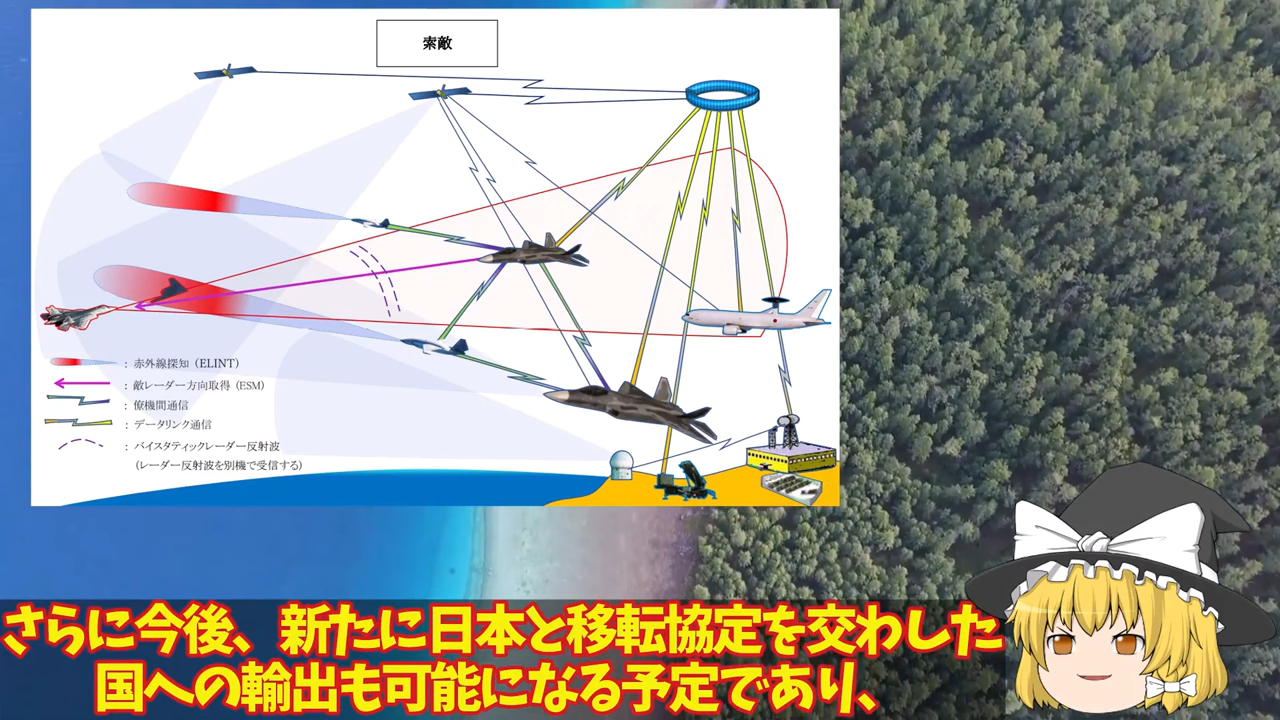 索敵
：赤外線探知（ELINT）
：敵レーダー方向取得（ESM）
：僚機間通信
：データリンク通信
：バイスタティックレーダー反射波
（レーダー反射波を別機で受信する）
さらに今後、新たに日本と移転協定を交わした
国への輸出も可能になる予定であり、